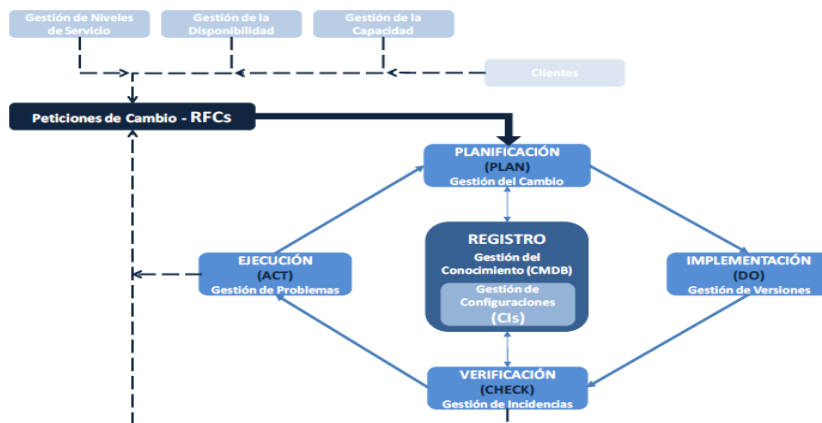 Gestión de Niveles
de Servicio
Gestión de la
Disponibilidad
Gestión de la
Capacidad
Clientes
Peticiones de Cambio - RFCs
PLANIFICACIÓN
(PLAN)
Gestión del Cambio
REGISTRO
Gestión del
Conocimiento (CMDB)
Gestión de
Configuraciones
(CIs)
EJECUCIÓN
(ACT)
Gestión de Problemas
IMPLEMENTACIÓN
(DO)
Gestión de Versiones
VERIFICACIÓN
(CHECK)
Gestión de Incidencias